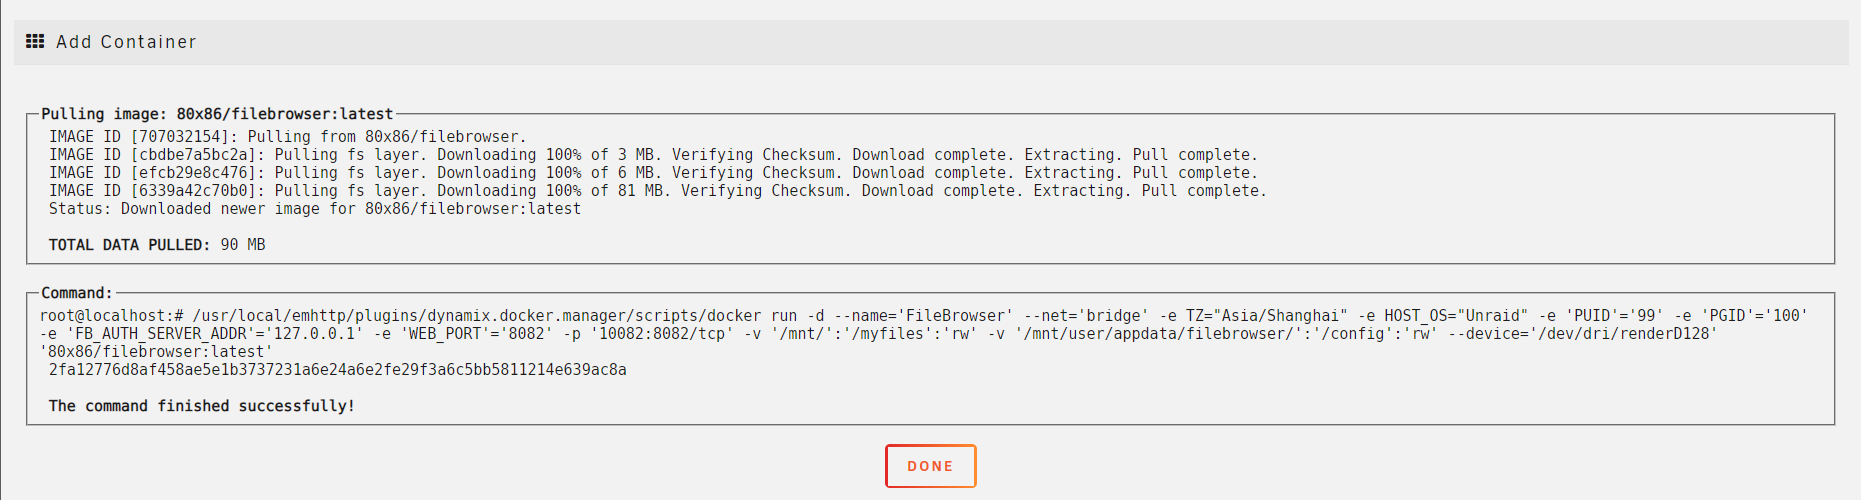 Add Container
Pulling image: 80x86/filebrowser:latest
IMAGE ID [707032154]: Pulling from 80x86/filebrowser.
IMAGE ID [cbdbe7a5bc2a]: Pulling fs layer. Downloading 100% of 3 MB. Verifying Checksum. Download complete. Extracting. Pull complete.
IMAGE ID [efcb29e8c476]: Pulling fs layer. Downloading 100% of 6 MB. Verifying Checksum. Download complete. Extracting. Pull complete.
IMAGE ID [6339a42c70b0]: Pulling fs layer. Downloading 100% of 81 MB. Verifying Checksum. Download complete. Extracting. Pull complete.
Status: Downloaded newer image for 80x86/filebrowser:latest
TOTAL DATA PULLED: 90 MB
Command:
root@localhost:# /usr/local/emhttp/plugins/dynamix.docker.manager/scripts/docker run -d --name='FileBrowser' --net='bridge' -e TZ="Asia/Shanghai" -e HOST_OS="Unraid" -e 'PUID'='99' -e 'PGID'='100'
-e 'FB_AUTH_SERVER_ADDR'='127.0.0.1' -e 'WEB_PORT'='8082' -p '10082:8082/tcp' -v '/mnt/':'/myfiles':'rw' -v '/mnt/user/appdata/filebrowser/':'/config':'rw' --device='/dev/dri/renderD128'
'80x86/filebrowser:latest'
2fa12776d8af458ae5e1b3737231a6e24a6e2fe29f3a6c5bb5811214e639ac8a
The command finished successfully!
DONE